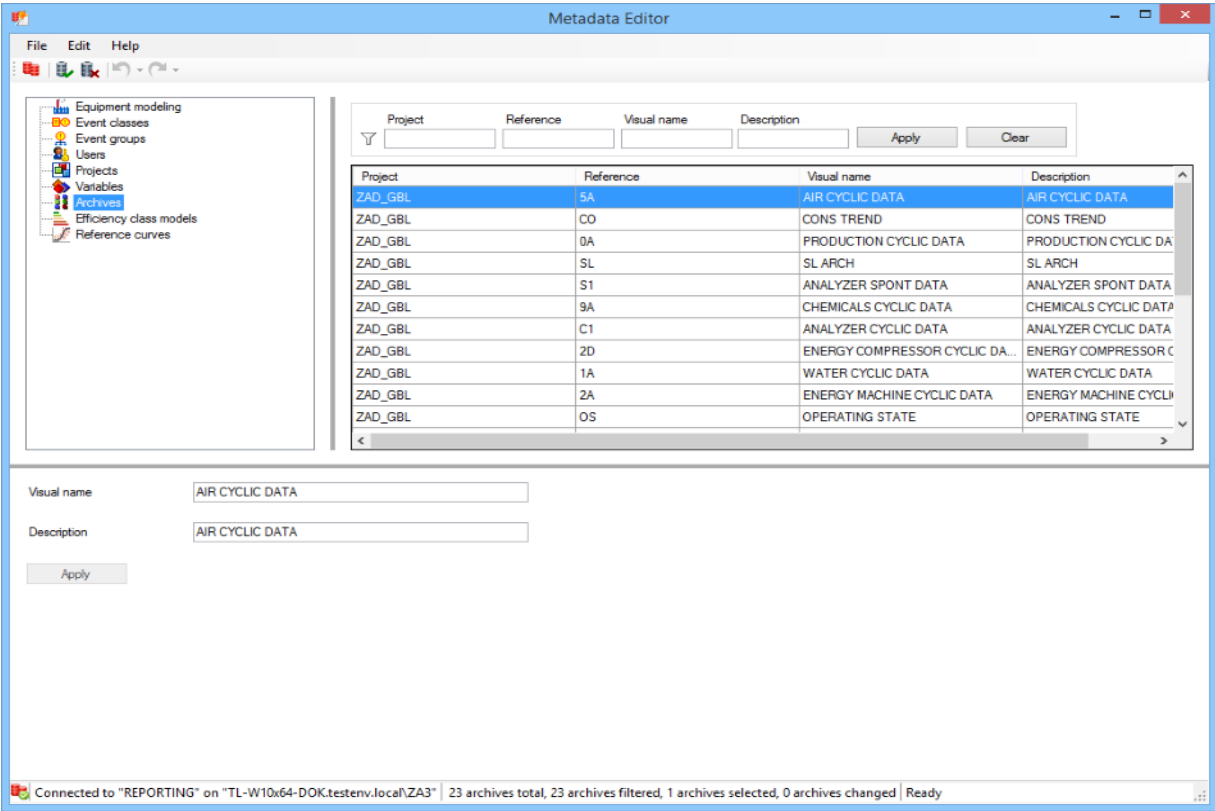 Metadata Editor
File Edit Help
Equipment modeling
Event classes
Event groups
Users
Projects
Variables
Archives
Efficiency class models
Reference curves
Project Reference Visual name Description
Apply Clear
Project Reference Visual name Description
ZAD_GBL 5A AIR CYCLIC DATA AIR CYCLIC DATA
ZAD_GBL CO CONS TREND CONS TREND
ZAD_GBL 0A PRODUCTION CYCLIC DATA PRODUCTION CYCLIC DA
ZAD_GBL SL SL ARCH SL ARCH
ZAD_GBL S1 ANALYZER SPONT DATA ANALYZER SPONT DATA
ZAD_GBL 9A CHEMICALS CYCLIC DATA CHEMICALS CYCLIC DATA
ZAD_GBL C1 ANALYZER CYCLIC DATA ANALYZER CYCLIC DATA
ZAD_GBL 2D ENERGY COMPRESSOR CYCLIC DA... ENERGY COMPRESSOR C
ZAD_GBL 1A WATER CYCLIC DATA WATER CYCLIC DATA
ZAD_GBL 2A ENERGY MACHINE CYCLIC DATA ENERGY MACHINE CYCLI
ZAD_GBL OS OPERATING STATE OPERATING STATE
Visual name AIR CYCLIC DATA
Description AIR CYCLIC DATA
Apply
Connected to "REPORTING" on "TL-W10x64-DOK.testenv.local\ZA3" 23 archives total, 23 archives filtered, 1 archives selected, 0 archives changed Ready